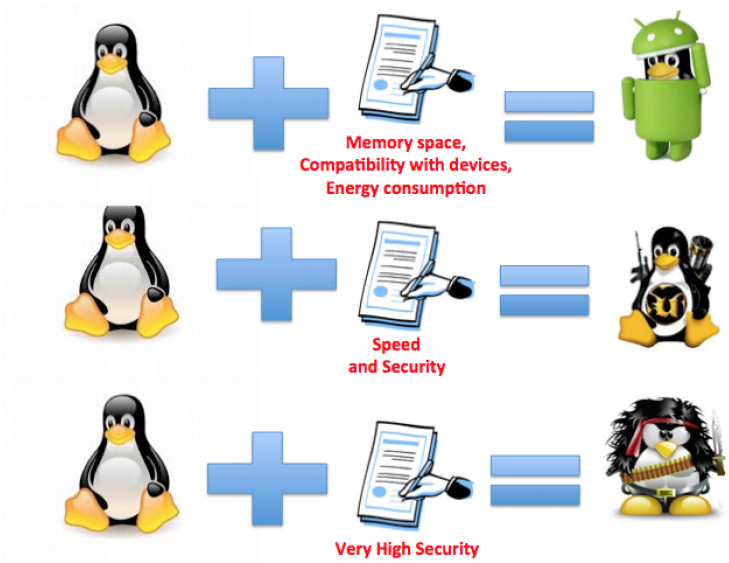 Memory space,
Compatibility with devices,
Energy consumption
Speed
and Security
Very High Security